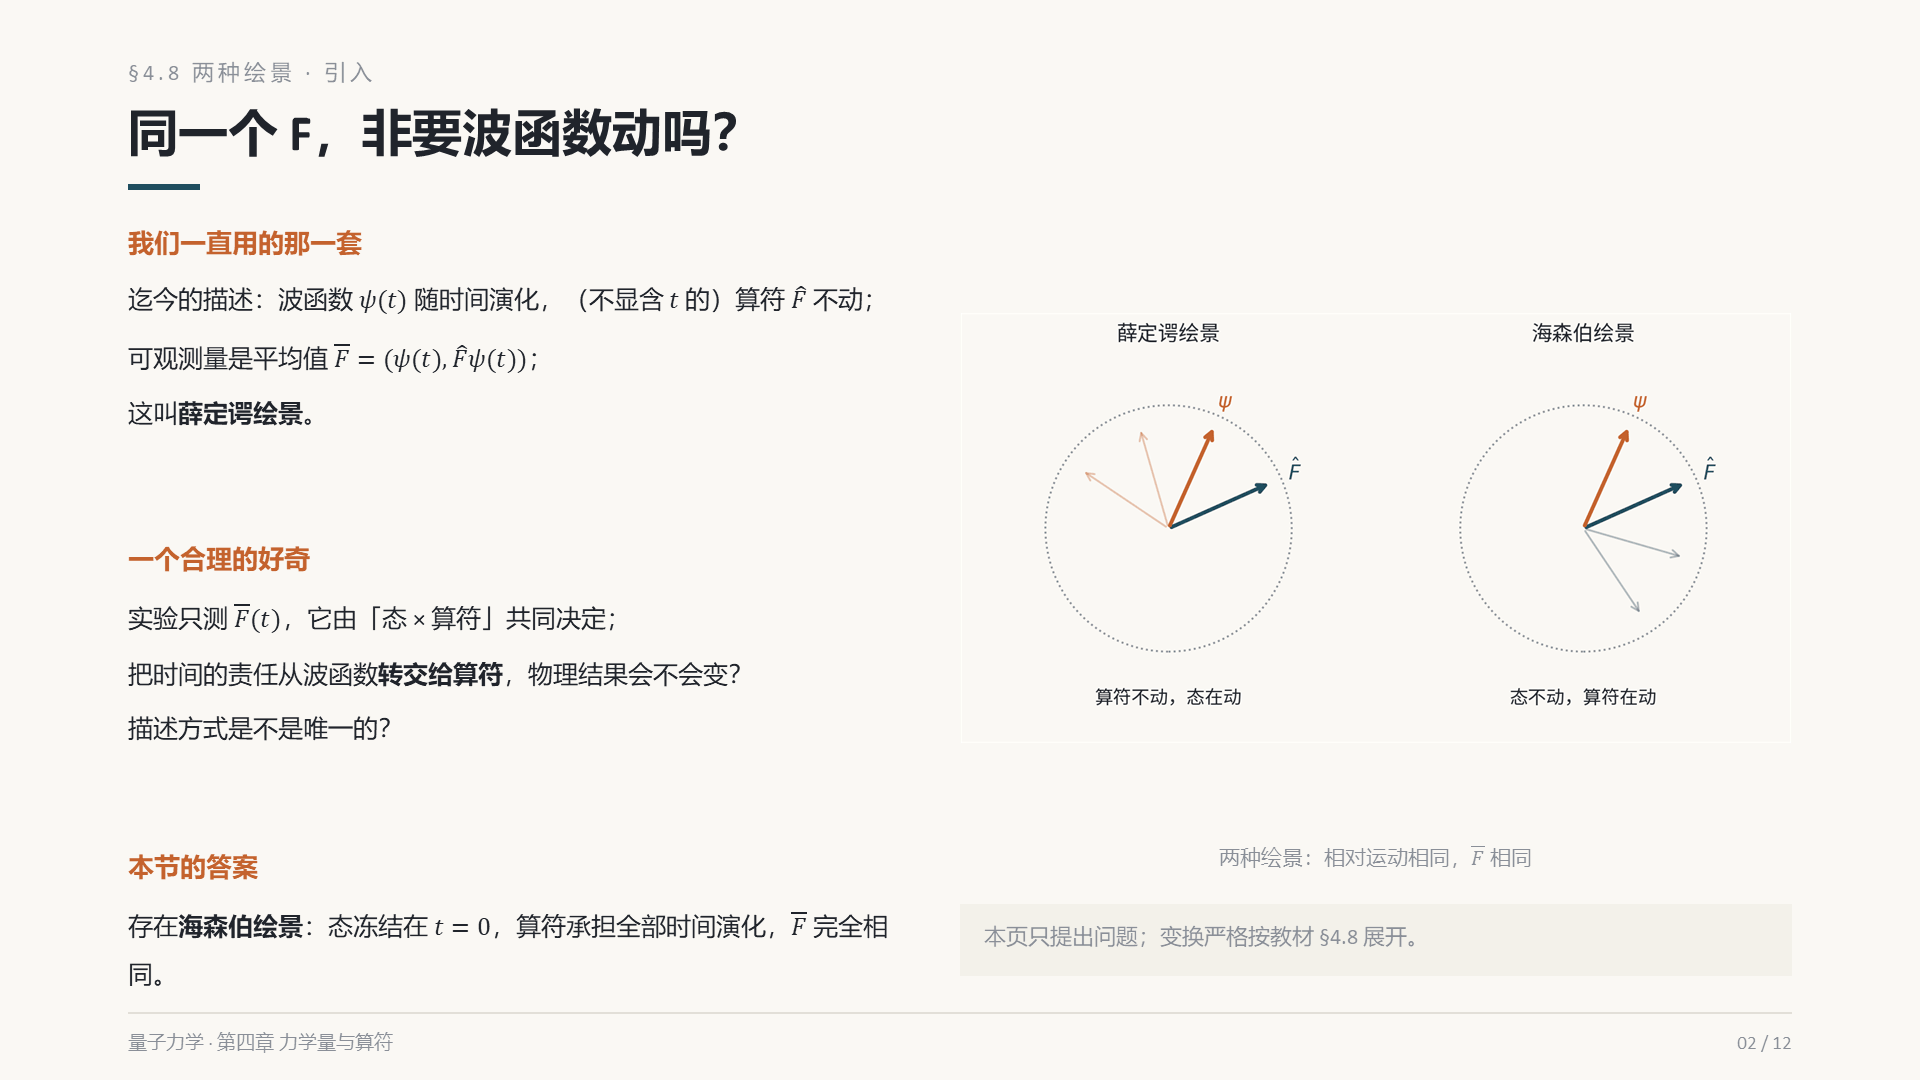 §4.8 两种绘景 · 引入
同一个 F，非要波函数动吗？
我们一直用的那一套
迄今的描述：波函数 ψ(t) 随时间演化，（不显含 t 的）算符 F̂ 不动；
可观测量是平均值 F̅ = (ψ(t), F̂ψ(t))；
这叫薛定谔绘景。
一个合理的好奇
实验只测 F̅(t)，它由「态 × 算符」共同决定；
把时间的责任从波函数转交给算符，物理结果会不会变？
描述方式是不是唯一的？
本节的答案
存在海森伯绘景：态冻结在 t = 0，算符承担全部时间演化，F̅ 完全相
同。
薛定谔绘景
ψ
F̂
算符不动，态在动
海森伯绘景
ψ
F̂
态不动，算符在动
两种绘景：相对运动相同，F̅ 相同
本页只提出问题；变换严格按教材 §4.8 展开。
量子力学 · 第四章 力学量与算符
02 / 12